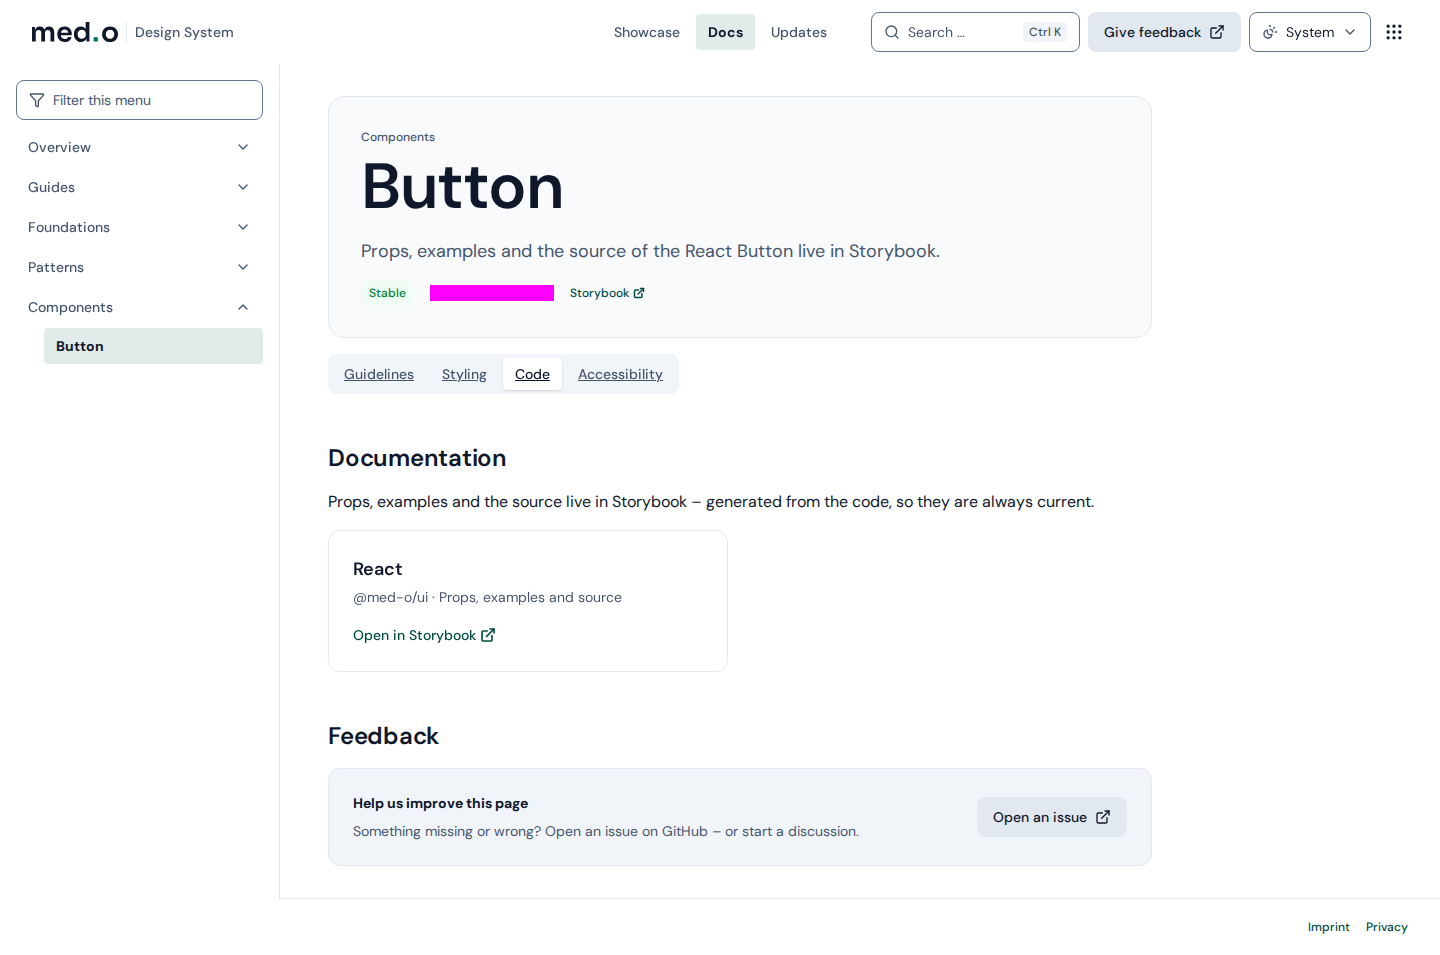 med.o Design System
Showcase Docs Updates Search ... Ctrl K Give feedback System
Filter this menu
Overview
Guides
Foundations
Patterns
Components
Button
Components
Button
Props, examples and the source of the React Button live in Storybook.
Stable Storybook
Guidelines Styling Code Accessibility
Documentation
Props, examples and the source live in Storybook – generated from the code, so they are always current.
React
@med-o/ui · Props, examples and source
Open in Storybook
Feedback
Help us improve this page
Something missing or wrong? Open an issue on GitHub – or start a discussion.
Open an issue
Imprint Privacy